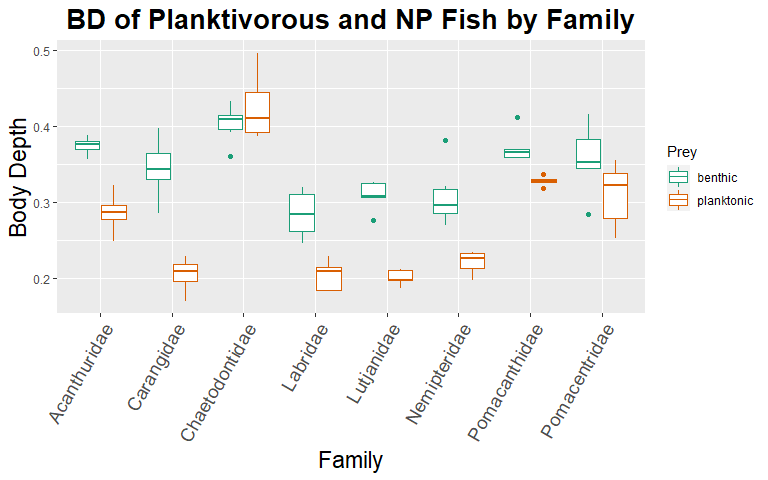 BD of Planktivorous and NP Fish by Family
0.5
0.4
0.3
0.2
Body Depth
Acanthuridae
Carangidae
Chaetodontidae
Labridae
Lutjanidae
Nemipteridae
Pomacanthidae
Pomacentridae
Family
Prey
benthic
planktonic